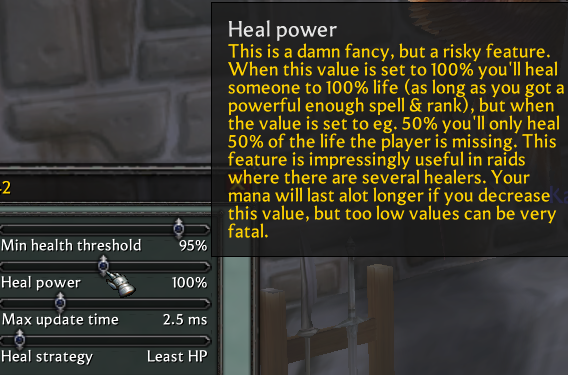 Heal power
This is a damn fancy, but a risky feature.
When this value is set to 100% you'll heal
someone to 100% life (as long as you got a
powerful enough spell & rank), but when
the value is set to eg. 50% you'll only heal
50% of the life the player is missing. This
feature is impressingly useful in raids
where there are several healers. Your
mana will last alot longer if you decrease
this value, but too low values can be very
fatal.
-2
Min health threshold 95%
Heal power 100%
Max update time 2.5 ms
Heal strategy Least HP